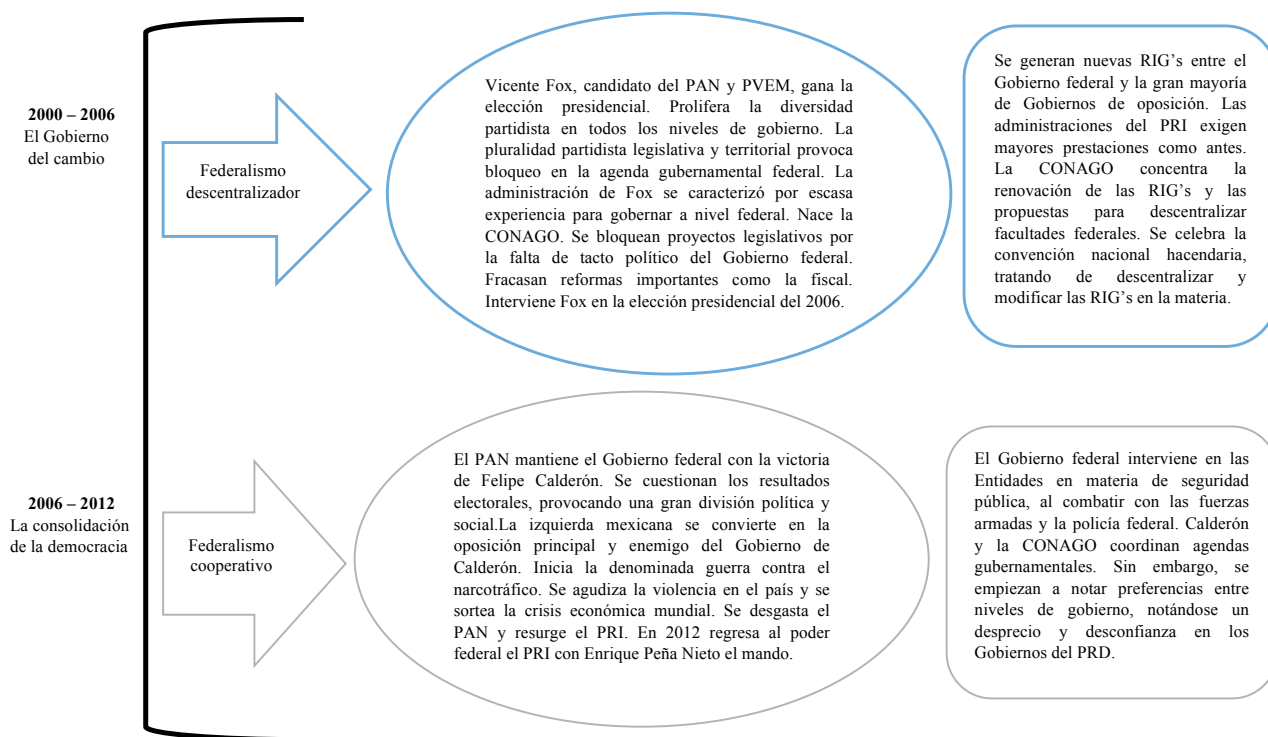 2000 – 2006
El Gobierno
del cambio
Federalismo
descentralizador
Vicente Fox, candidato del PAN y PVEM, gana la
elección presidencial. Prolifera la diversidad
partidista en todos los niveles de gobierno. La
pluralidad partidista legislativa y territorial provoca
bloqueo en la agenda gubernamental federal. La
administración de Fox se caracterizó por escasa
experiencia para gobernar a nivel federal. Nace la
CONAGO. Se bloquean proyectos legislativos por
la falta de tacto político del Gobierno federal.
Fracasan reformas importantes como la fiscal.
Interviene Fox en la elección presidencial del 2006.
Se generan nuevas RIG’s entre el
Gobierno federal y la gran mayoría
de Gobiernos de oposición. Las
administraciones del PRI exigen
mayores prestaciones como antes.
La CONAGO concentra la
renovación de las RIG’s y las
propuestas para descentralizar
facultades federales. Se celebra la
convención nacional hacendaria,
tratando de descentralizar y
modificar las RIG’s en la materia.
2006 – 2012
La consolidación
de la democracia
Federalismo
cooperativo
El PAN mantiene el Gobierno federal con la victoria
de Felipe Calderón. Se cuestionan los resultados
electorales, provocando una gran división política y
social.La izquierda mexicana se convierte en la
oposición principal y enemigo del Gobierno de
Calderón. Inicia la denominada guerra contra el
narcotráfico. Se agudiza la violencia en el país y se
sortea la crisis económica mundial. Se desgasta el
PAN y resurge el PRI. En 2012 regresa al poder
federal el PRI con Enrique Peña Nieto el mando.
El Gobierno federal interviene en las
Entidades en materia de seguridad
pública, al combatir con las fuerzas
armadas y la policía federal. Calderón
y la CONAGO coordinan agendas
gubernamentales. Sin embargo, se
empiezan a notar preferencias entre
niveles de gobierno, notándose un
desprecio y desconfianza en los
Gobiernos del PRD.